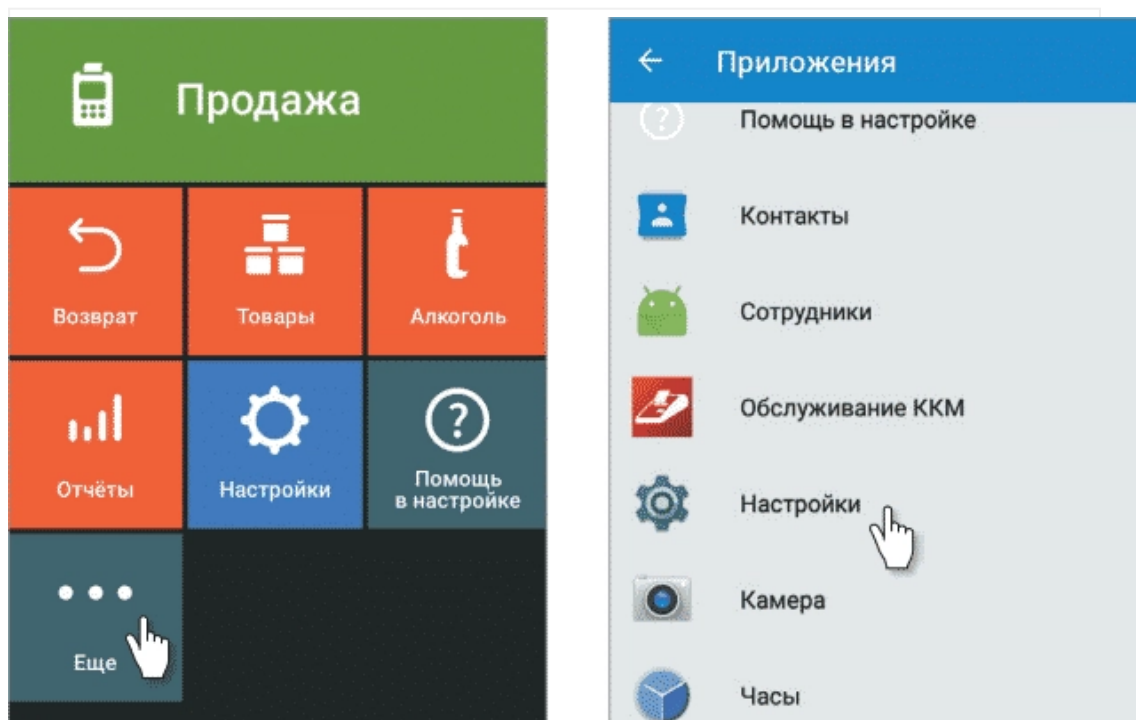 Продажа
Возврат
Товары
Алкоголь
Отчёты
Настройки
Помощь
в настройке
Еще
Приложения
Помощь в настройке
Контакты
Сотрудники
Обслуживание ККМ
Настройки
Камера
Часы